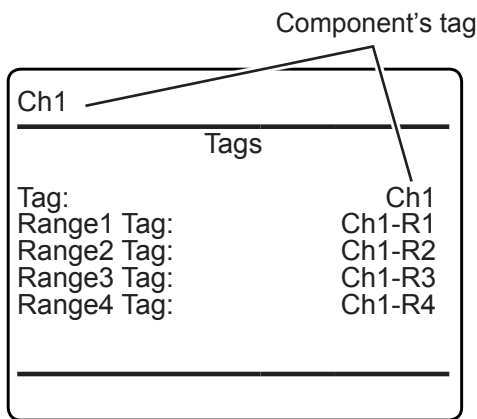 Component’s tag
Ch1
Tags
Tag: Ch1
Range1 Tag: Ch1-R1
Range2 Tag: Ch1-R2
Range3 Tag: Ch1-R3
Range4 Tag: Ch1-R4